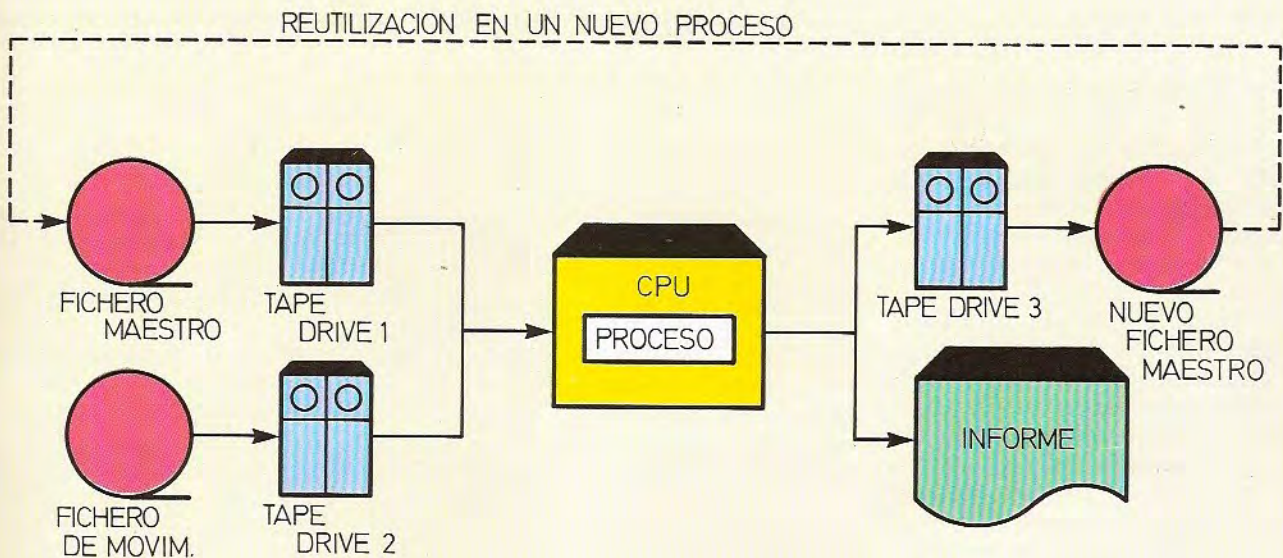 REUTILIZACION EN UN NUEVO PROCESO
FICHERO
MAESTRO
TAPE
DRIVE 1
CPU
PROCESO
TAPE DRIVE 3
NUEVO
FICHERO
MAESTRO
FICHERO
DE MOVIM.
TAPE
DRIVE 2
INFORME